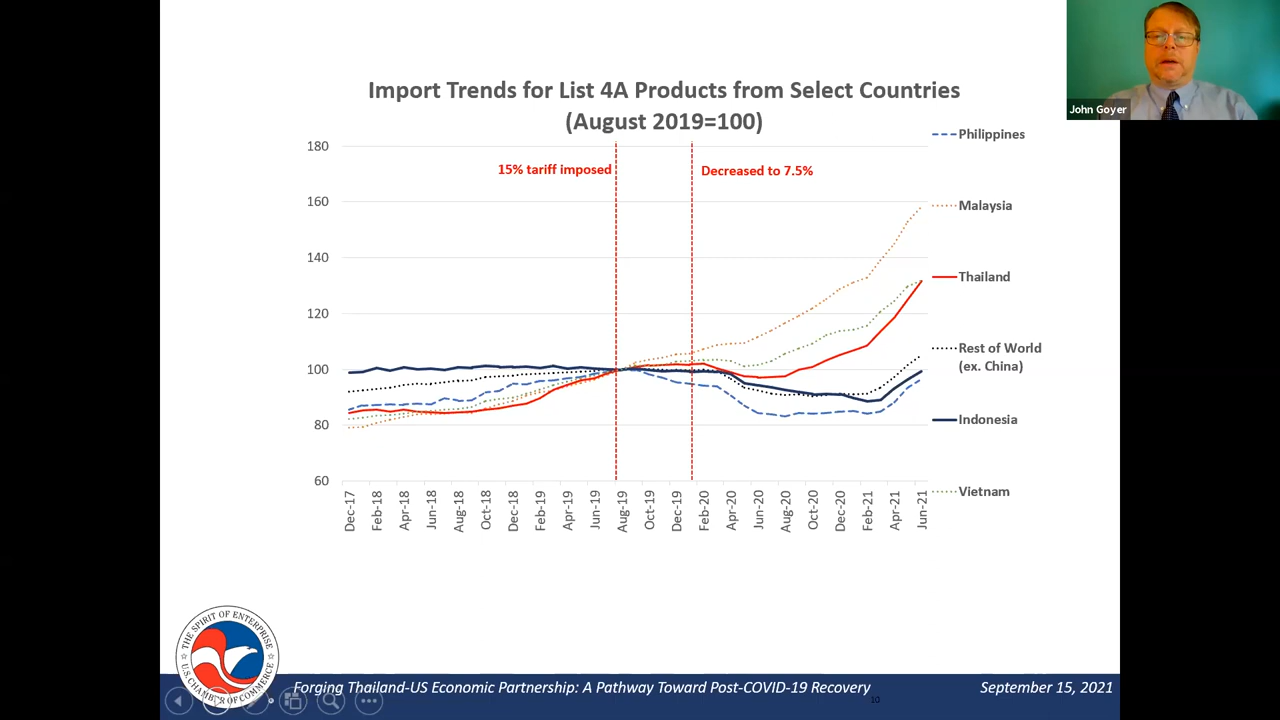 John Goyer
Import Trends for List 4A Products from Select Countries
(August 2019=100)
15% tariff imposed
Decreased to 7.5%
180
160
140
120
100
80
60
Dec-17
Feb-18
Apr-18
Jun-18
Aug-18
Oct-18
Dec-18
Feb-19
Apr-19
Jun-19
Aug-19
Oct-19
Dec-19
Feb-20
Apr-20
Jun-20
Aug-20
Oct-20
Dec-20
Feb-21
Apr-21
Jun-21
Philippines
Malaysia
Thailand
Rest of World
(ex. China)
Indonesia
Vietnam
THE SPIRIT OF ENTERPRISE
U.S. CHAMBER OF COMMERCE
Forging Thailand-US Economic Partnership: A Pathway Toward Post-COVID-19 Recovery
10
September 15, 2021